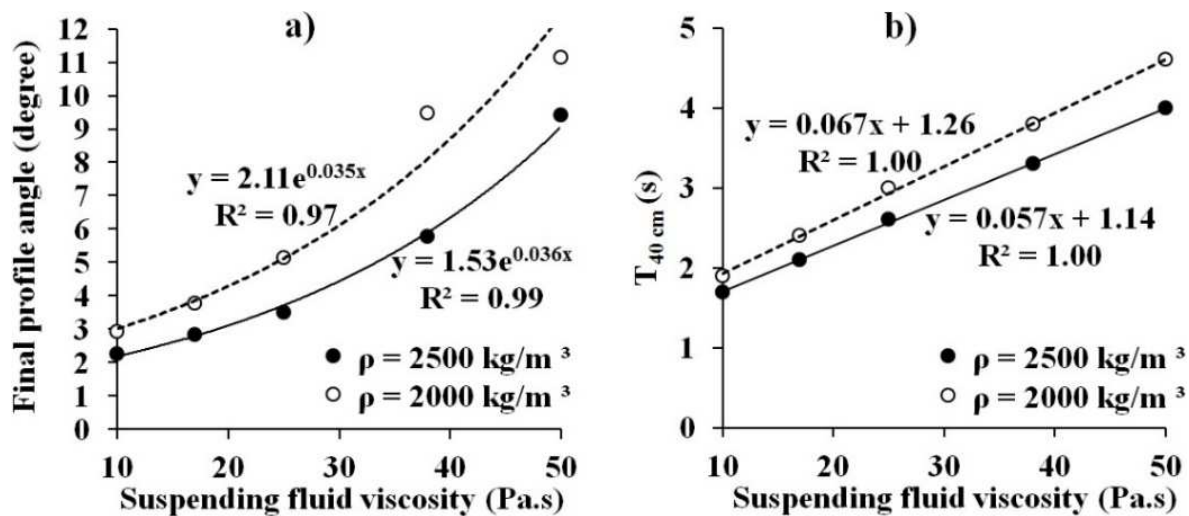 a)
Final profile angle (degree)
12
11
10
9
8
7
6
5
4
3
2
1
0
y = 2.11e^0.035x
R² = 0.97
y = 1.53e^0.036x
R² = 0.99
ρ = 2500 kg/m ³
ρ = 2000 kg/m ³
10 20 30 40 50
Suspending fluid viscosity (Pa.s)
b)
T40 cm (s)
5
4
3
2
1
0
y = 0.067x + 1.26
R² = 1.00
y = 0.057x + 1.14
R² = 1.00
ρ = 2500 kg/m ³
ρ = 2000 kg/m ³
10 20 30 40 50
Suspending fluid viscosity (Pa.s)